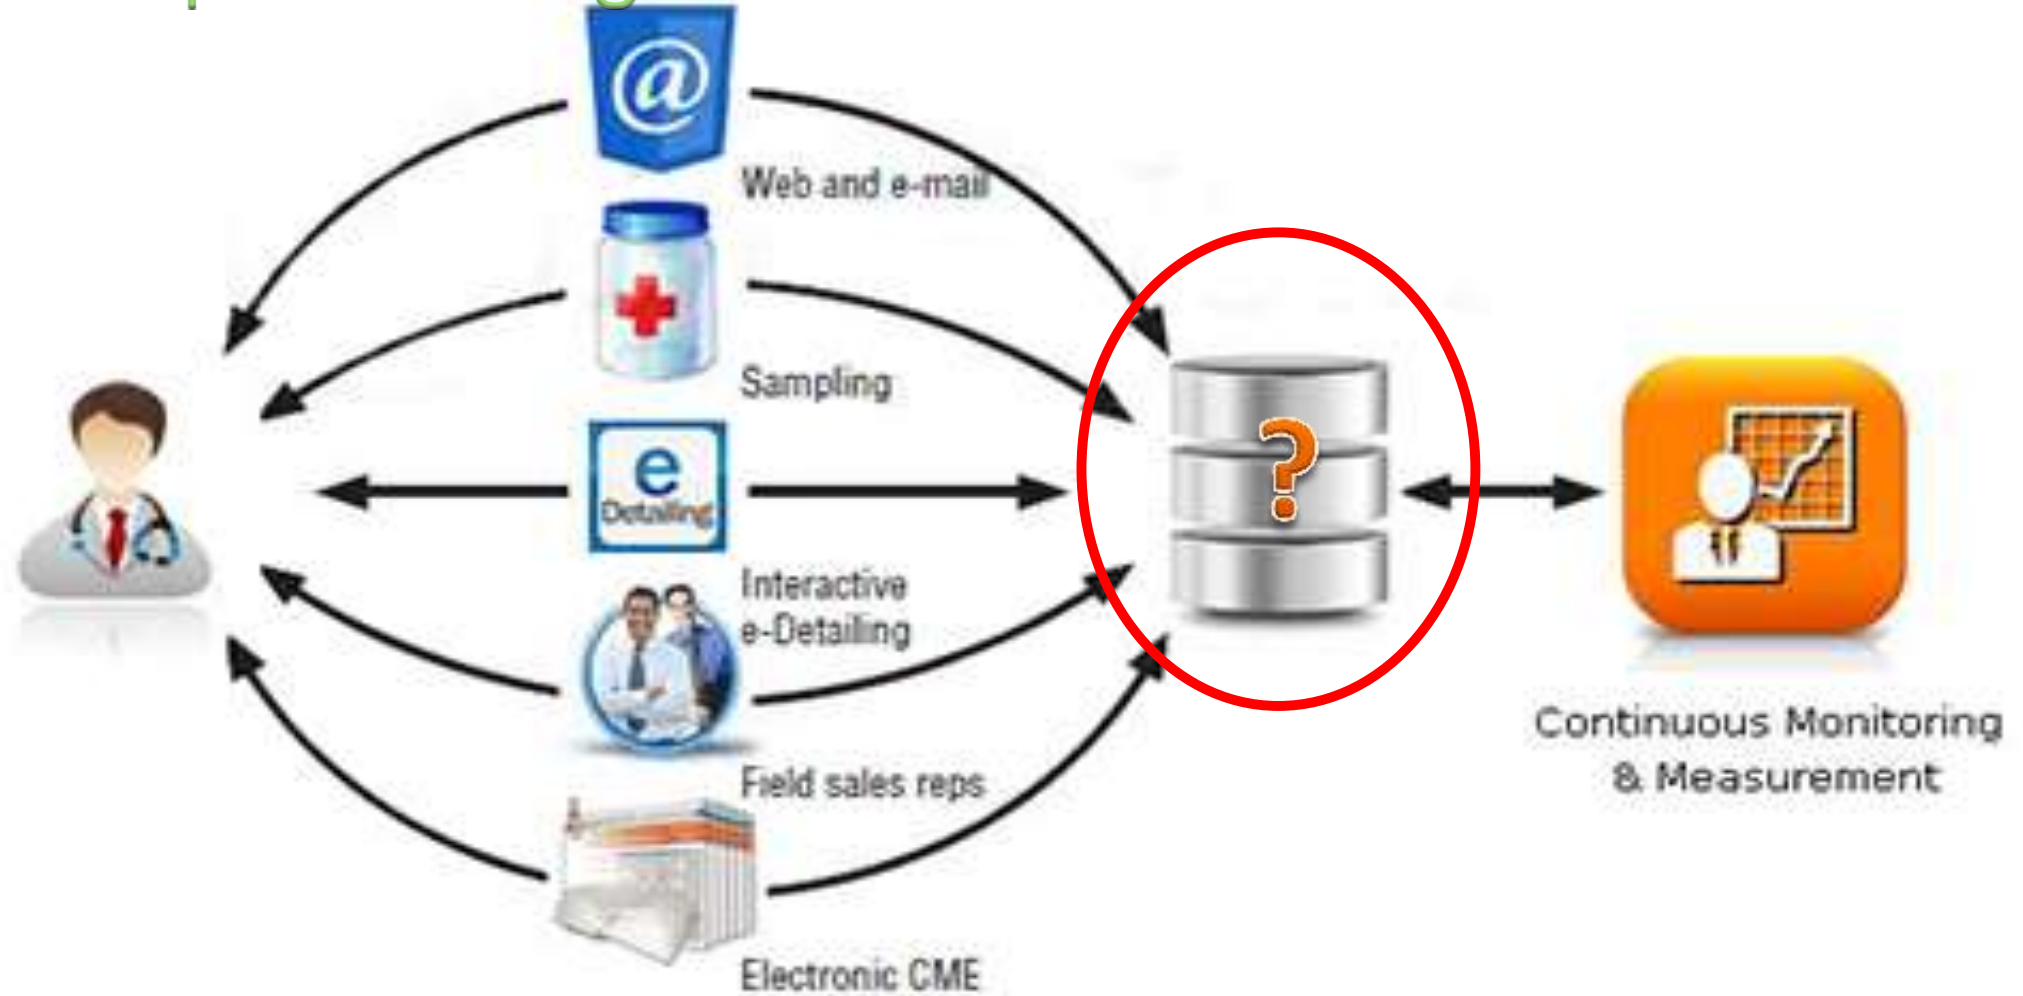 @
Web and e-mail
Sampling
e
Detailing
Interactive
e-Detailing
Field sales reps
Electronic CME
?
Continuous Monitoring
& Measurement